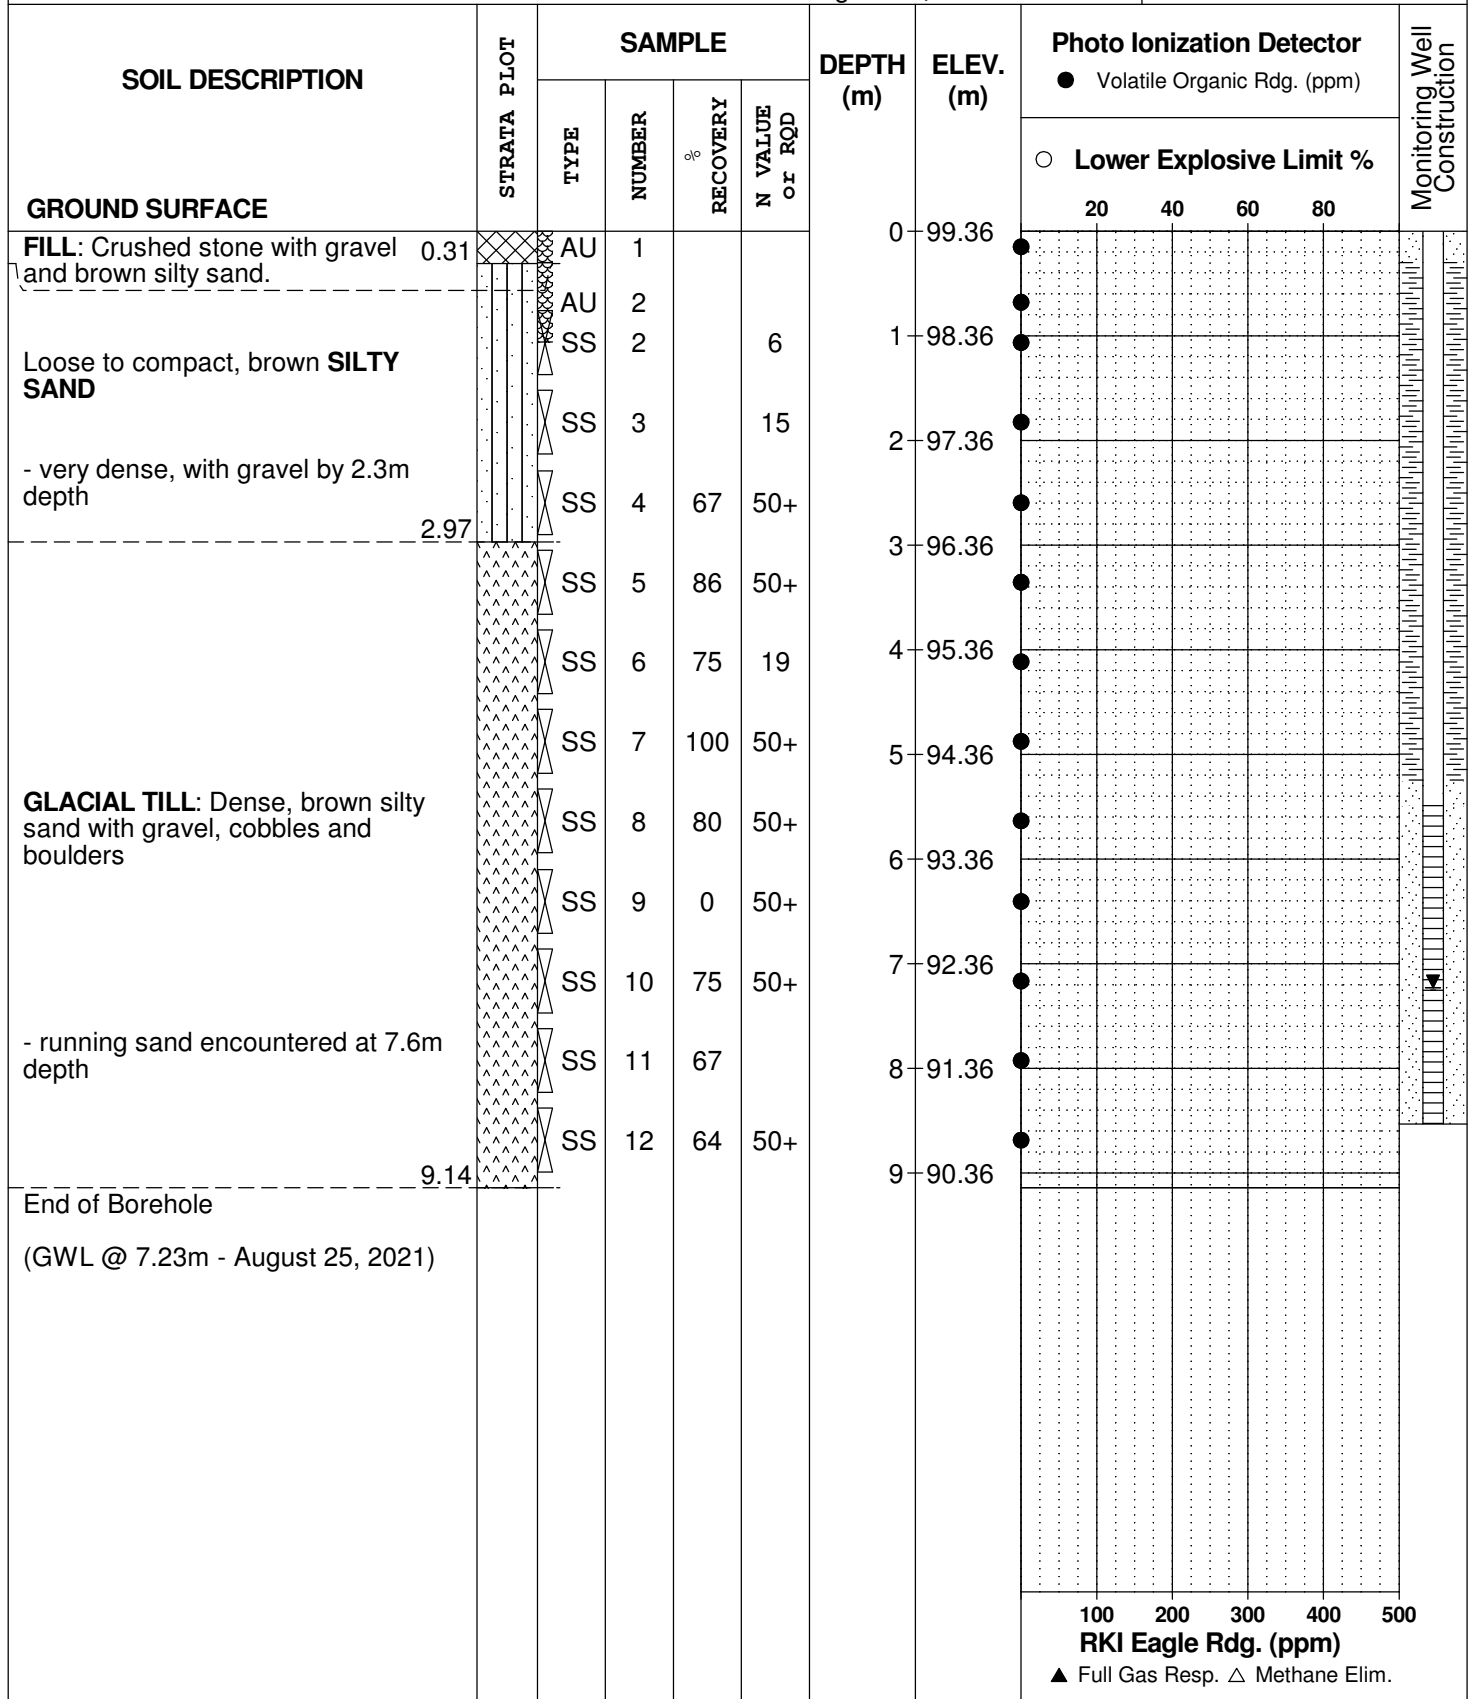 SOIL DESCRIPTION
GROUND SURFACE
STRATA PLOT
SAMPLE
TYPE
NUMBER
%
RECOVERY
N VALUE
or RQD
DEPTH
(m)
ELEV.
(m)
Photo Ionization Detector
● Volatile Organic Rdg. (ppm)
○ Lower Explosive Limit %
20 40 60 80
Monitoring Well
Construction
0 99.36
FILL: Crushed stone with gravel 0.31 AU 1
and brown silty sand.
AU 2
SS 2 6
1 98.36
Loose to compact, brown SILTY
SAND
SS 3 15
2 97.36
- very dense, with gravel by 2.3m
depth
SS 4 67 50+
2.97
3 96.36
SS 5 86 50+
4 95.36
SS 6 75 19
SS 7 100 50+
5 94.36
GLACIAL TILL: Dense, brown silty
sand with gravel, cobbles and
boulders
SS 8 80 50+
6 93.36
SS 9 0 50+
7 92.36
SS 10 75 50+
- running sand encountered at 7.6m
depth
SS 11 67
8 91.36
SS 12 64 50+
9.14
9 90.36
End of Borehole
(GWL @ 7.23m - August 25, 2021)
100 200 300 400 500
RKI Eagle Rdg. (ppm)
▲ Full Gas Resp. △ Methane Elim.